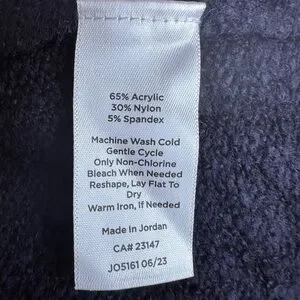 65% Acrylic
30% Nylon
5% Spandex
Machine Wash Cold
Gentle Cycle
Only Non-Chlorine
Bleach When Needed
Reshape, Lay Flat To
Dry
Warm Iron, if Needed
Made in Jordan
CA# 23147
JO5161 06/23